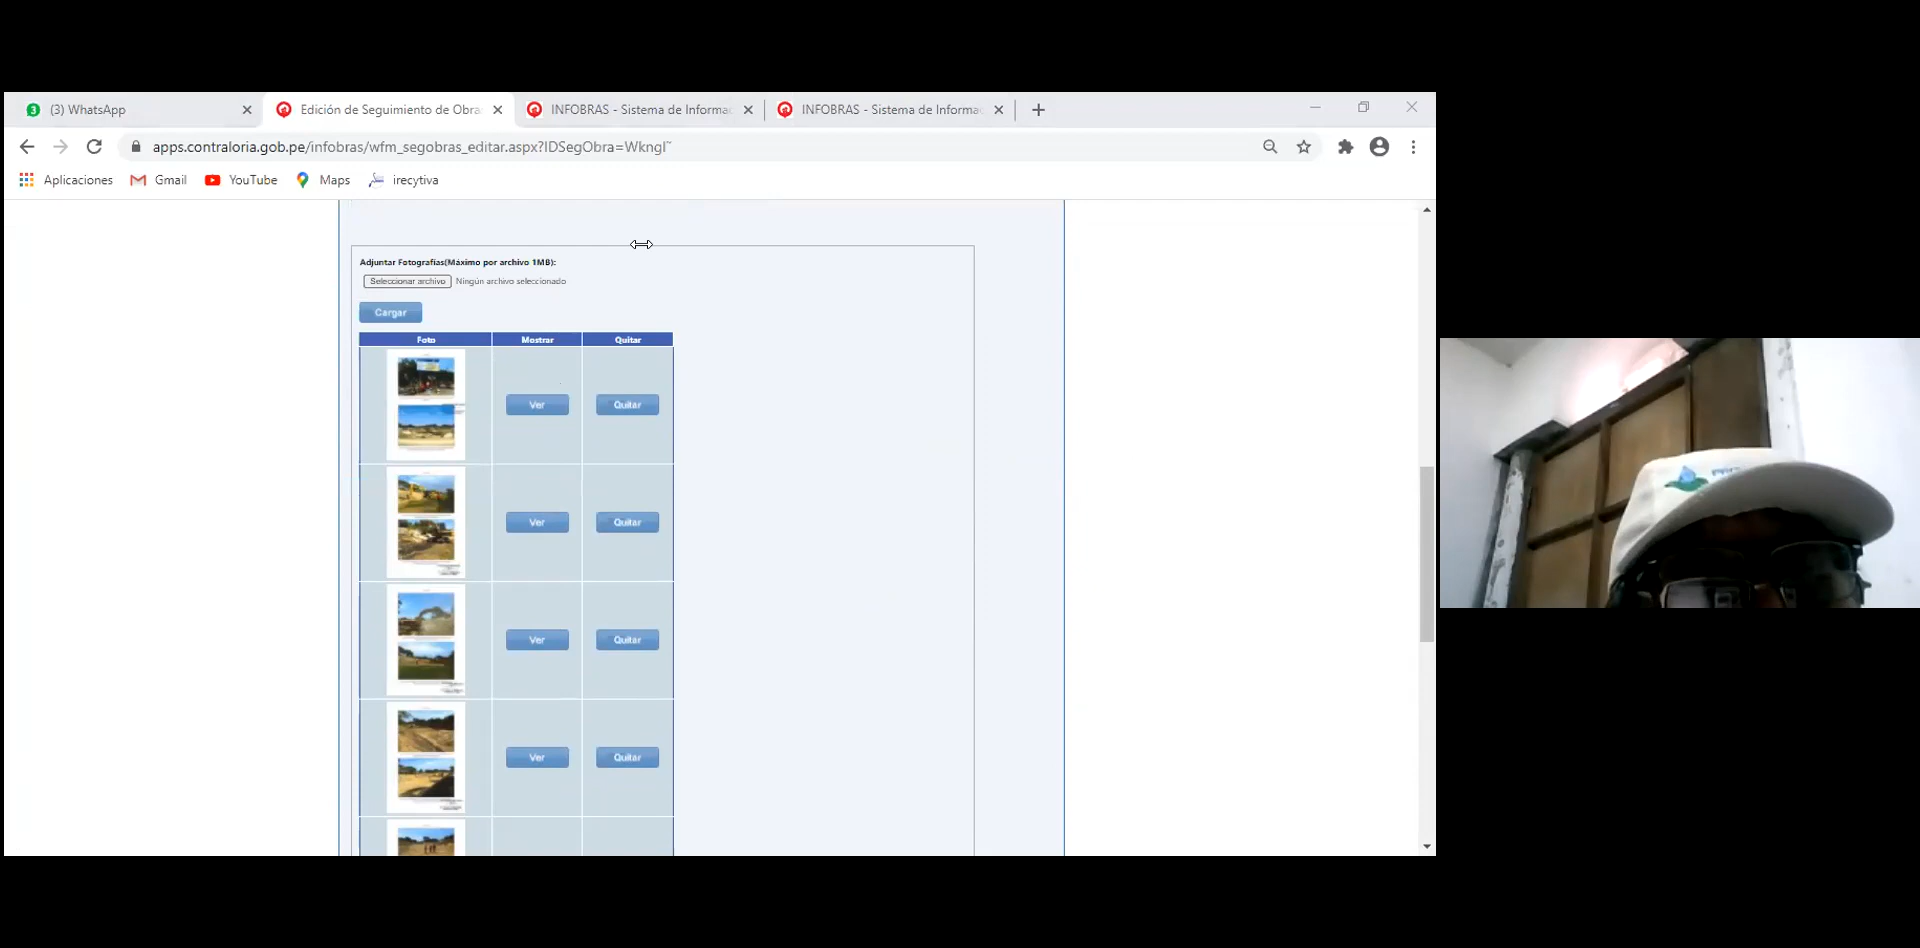 3 (3) WhatsApp
Edición de Seguimiento de Obra
INFOBRAS - Sistema de Informac
INFOBRAS - Sistema de Informac
apps.contraloria.gob.pe/infobras/wfm_segobras_editar.aspx?IDSegObra=WkngI~
Aplicaciones Gmail YouTube Maps irecytiva
Adjuntar Fotografías(Máximo por archivo 1MB):
Seleccionar archivo Ningún archivo seleccionado
Cargar
Foto Mostrar Quitar
Ver Quitar
Ver Quitar
Ver Quitar
Ver Quitar